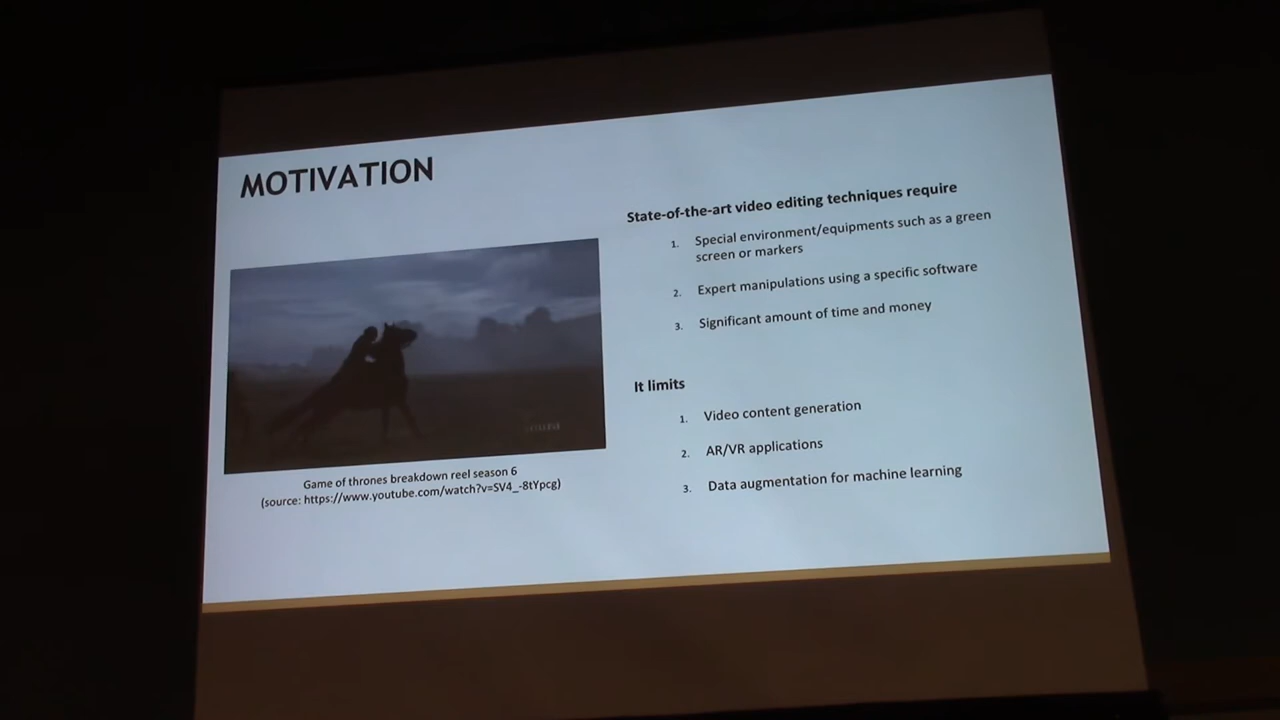 MOTIVATION
State-of-the-art video editing techniques require
1. Special environment/equipments such as a green
screen or markers
2. Expert manipulations using a specific software
3. Significant amount of time and money
It limits
1. Video content generation
2. AR/VR applications
3. Data augmentation for machine learning
Game of thrones breakdown reel season 6
(source: https://www.youtube.com/watch?v=SV4_-8tYpcg)